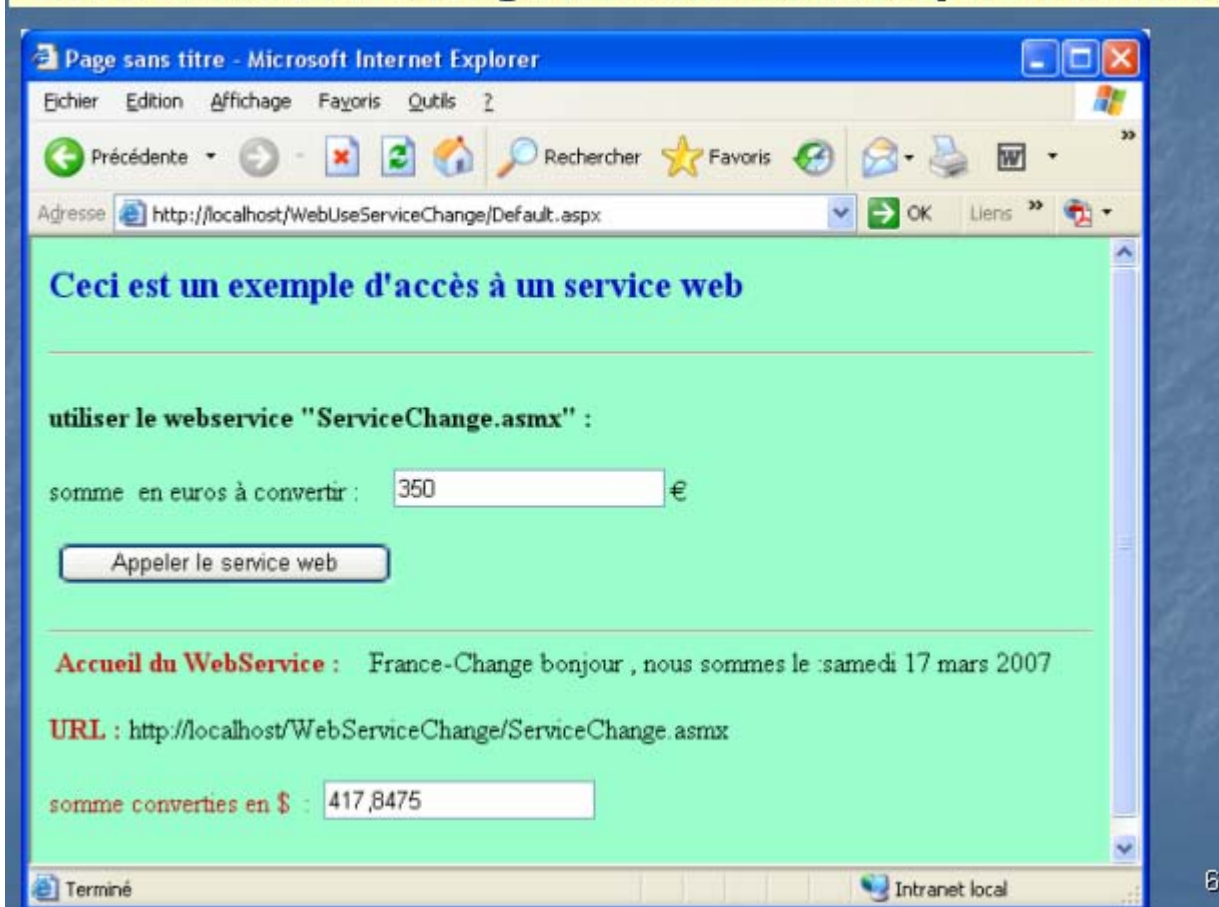 Page sans titre - Microsoft Internet Explorer
Fichier Edition Affichage Favoris Outils ?
Précédente Rechercher Favoris
Adresse http://localhost/WebUseServiceChange/Default.aspx OK Liens
Ceci est un exemple d'accès à un service web
utiliser le webservice "ServiceChange.asmx" :
somme en euros à convertir : 350 €
Appeler le service web
Accueil du WebService : France-Change bonjour , nous sommes le :samedi 17 mars 2007
URL : http://localhost/WebServiceChange/ServiceChange.asmx
somme converties en $ : 417,8475
Terminé Intranet local
6